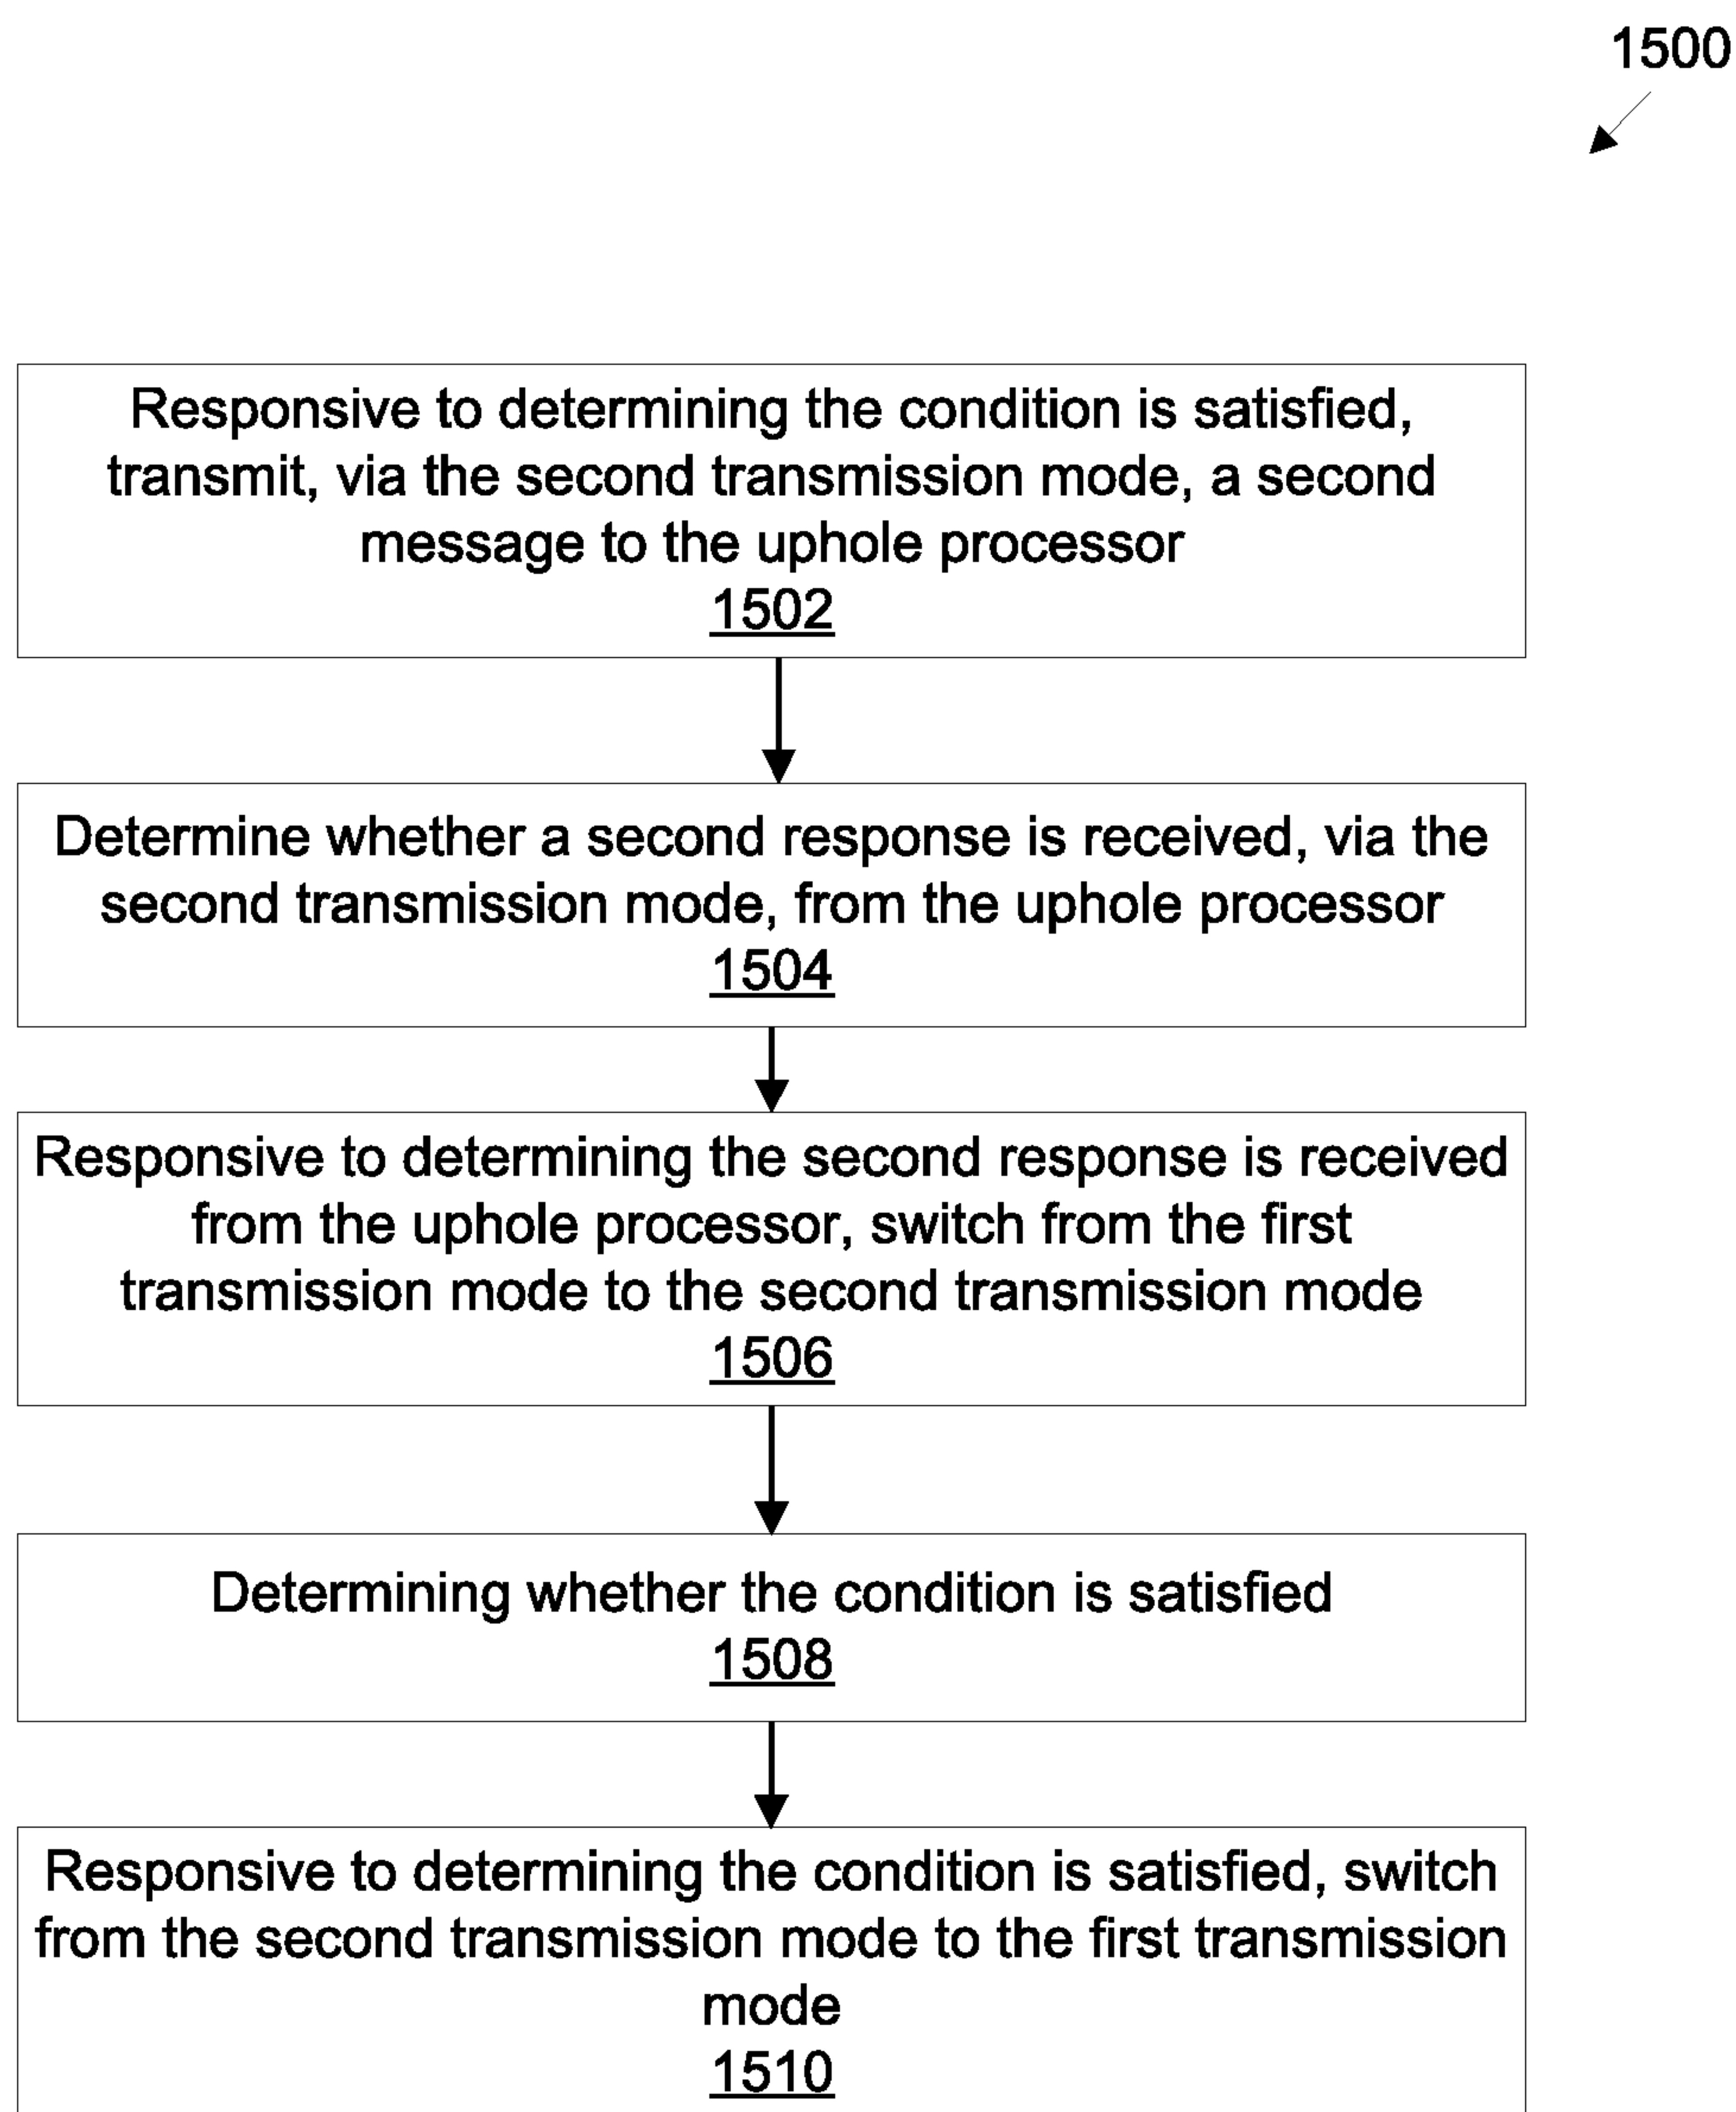 1500
Responsive to determining the condition is satisfied,
transmit, via the second transmission mode, a second
message to the uphole processor
1502
Determine whether a second response is received, via the
second transmission mode, from the uphole processor
1504
Responsive to determining the second response is received
from the uphole processor, switch from the first
transmission mode to the second transmission mode
1506
Determining whether the condition is satisfied
1508
Responsive to determining the condition is satisfied, switch
from the second transmission mode to the first transmission
mode
1510